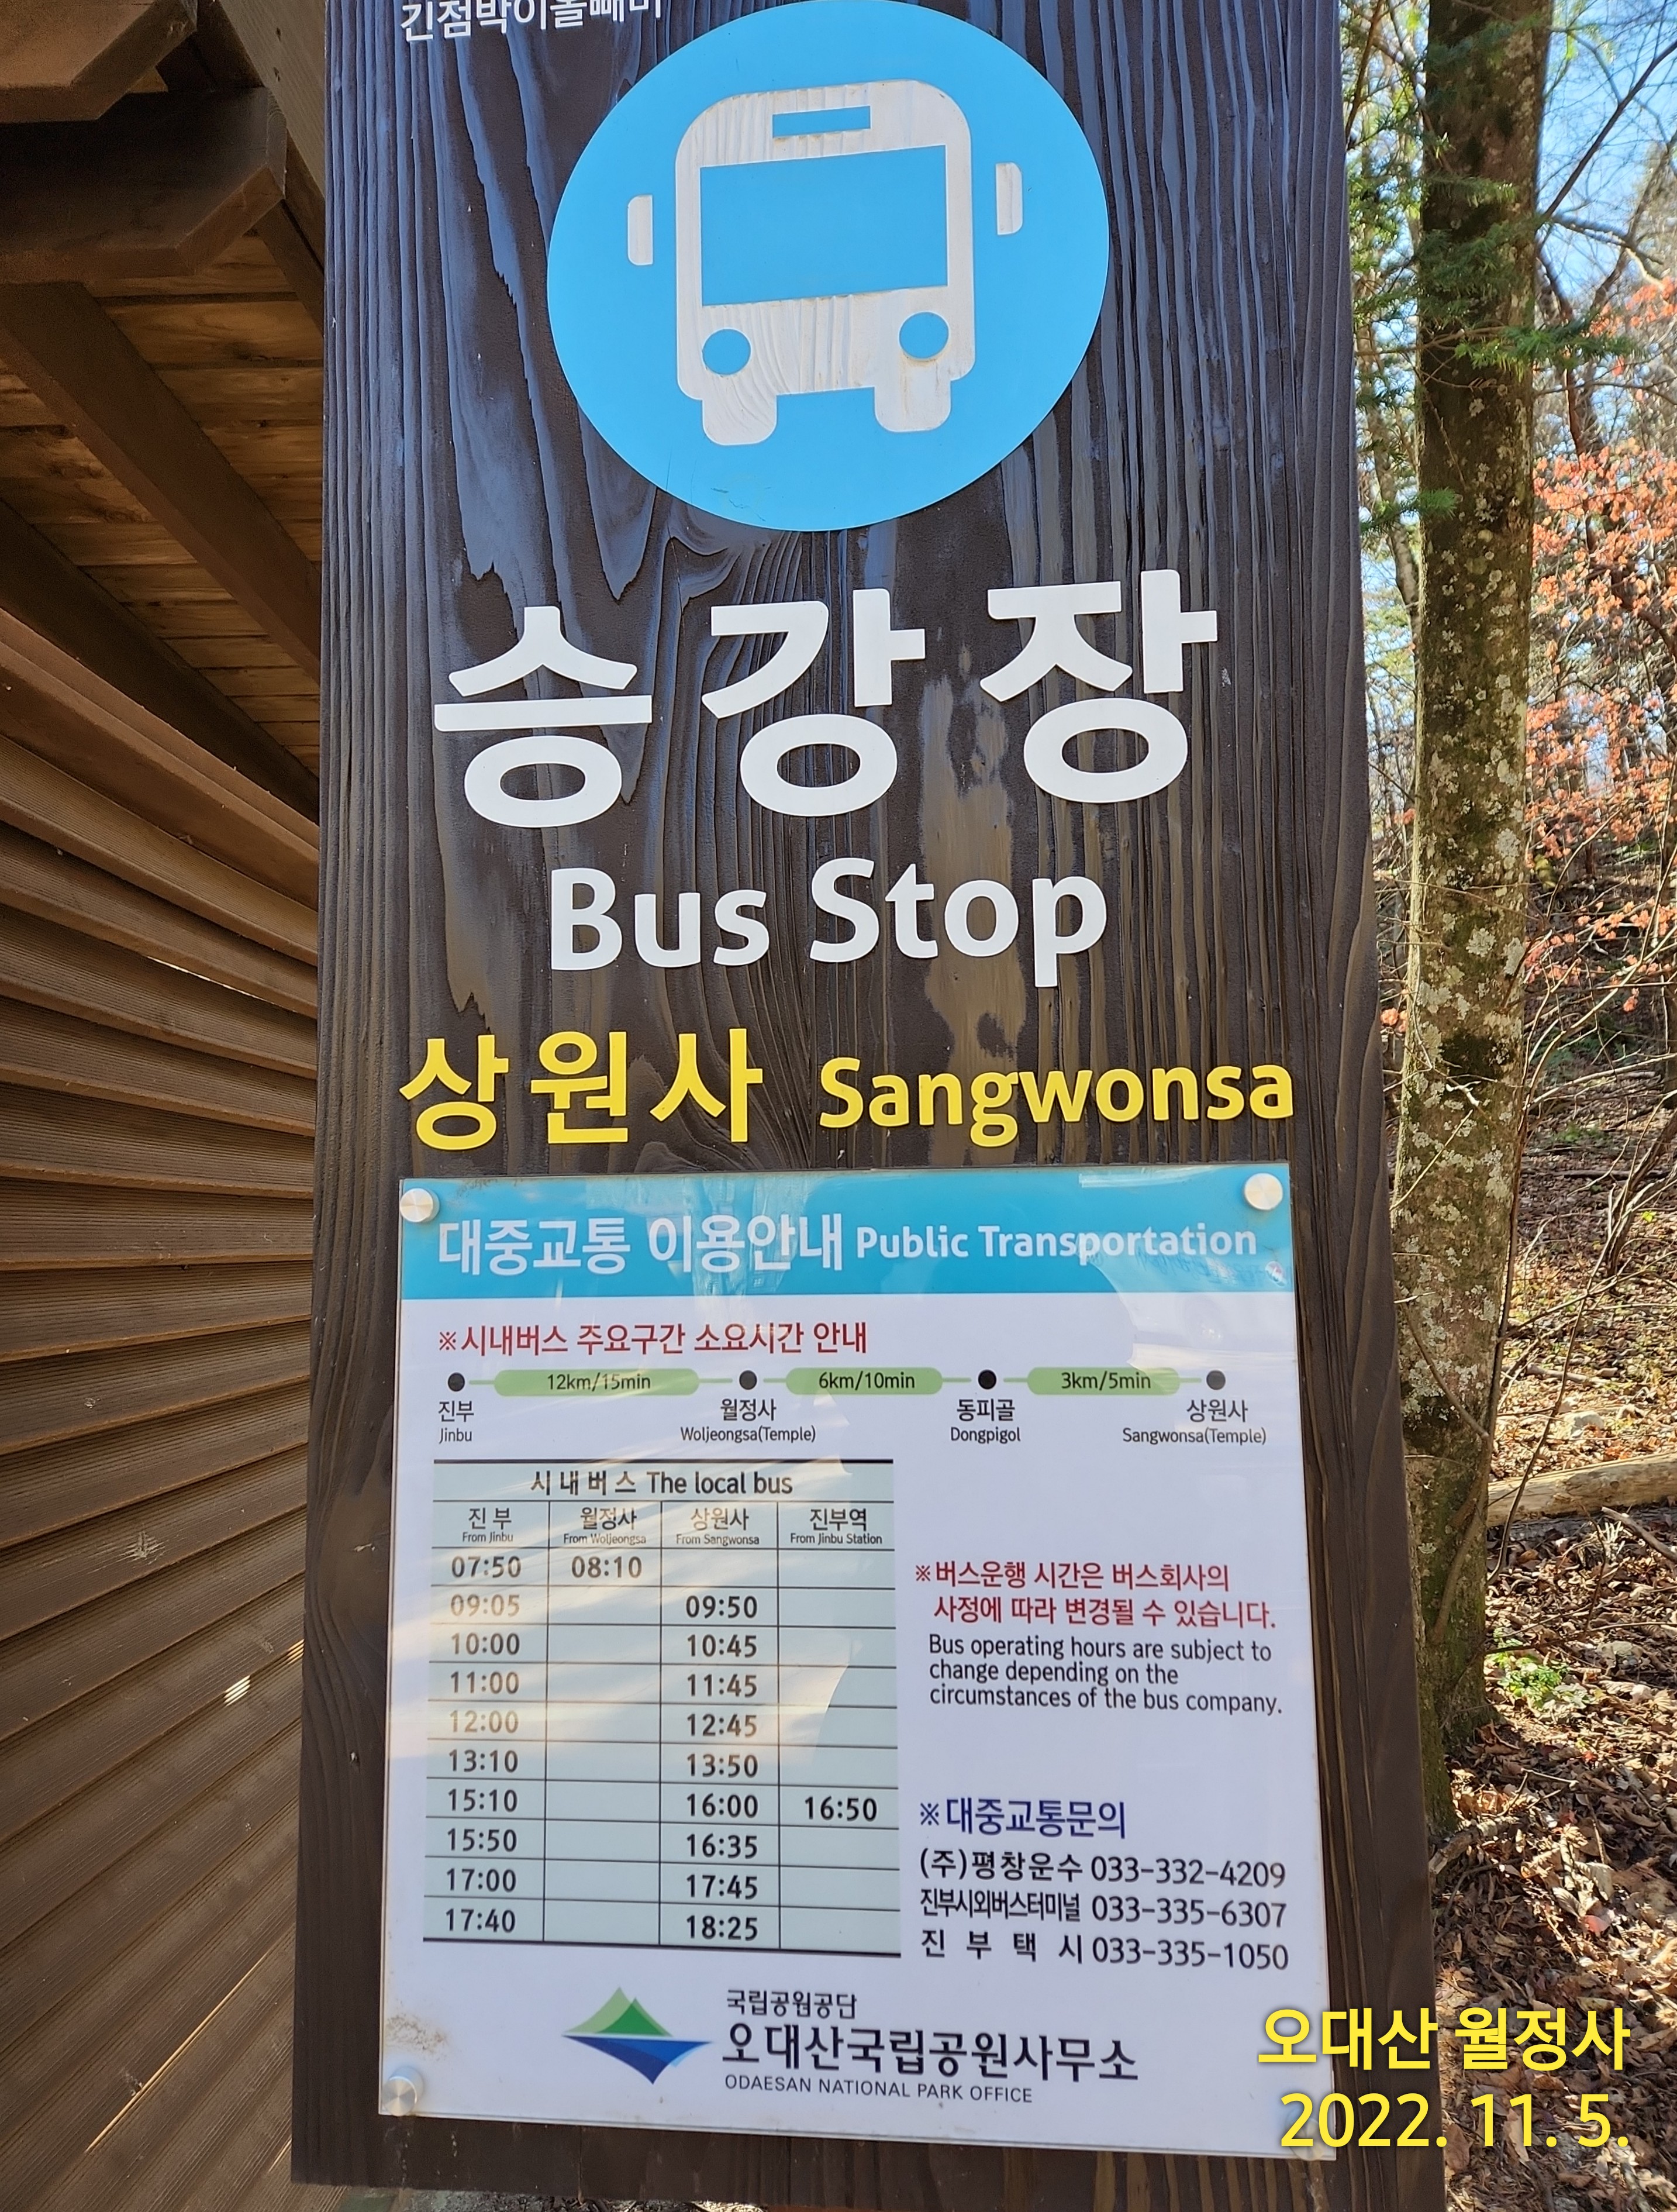 긴점박이올빼미
승강장
Bus Stop
상원사 Sangwonsa
대중교통 이용안내 Public Transportation
※시내버스 주요구간 소요시간 안내
12km/15min 6km/10min 3km/5min
진부 월정사 동피골 상원사
Jinbu Woljeongsa(Temple) Dongpigol Sangwonsa(Temple)
시내버스 The local bus
진부 월정사 상원사 진부역
From Jinbu From Woljeongsa From Sangwonsa From Jinbu Station
07:50 08:10
09:05 09:50
10:00 10:45
11:00 11:45
12:00 12:45
13:10 13:50
15:10 16:00 16:50
15:50 16:35
17:00 17:45
17:40 18:25
※버스운행 시간은 버스회사의
사정에 따라 변경될 수 있습니다.
Bus operating hours are subject to
change depending on the
circumstances of the bus company.
※대중교통문의
(주)평창운수 033-332-4209
진부시외버스터미널 033-335-6307
진 부 택 시 033-335-1050
국립공원공단
오대산국립공원사무소
ODAESAN NATIONAL PARK OFFICE
오대산 월정사
2022. 11. 5.